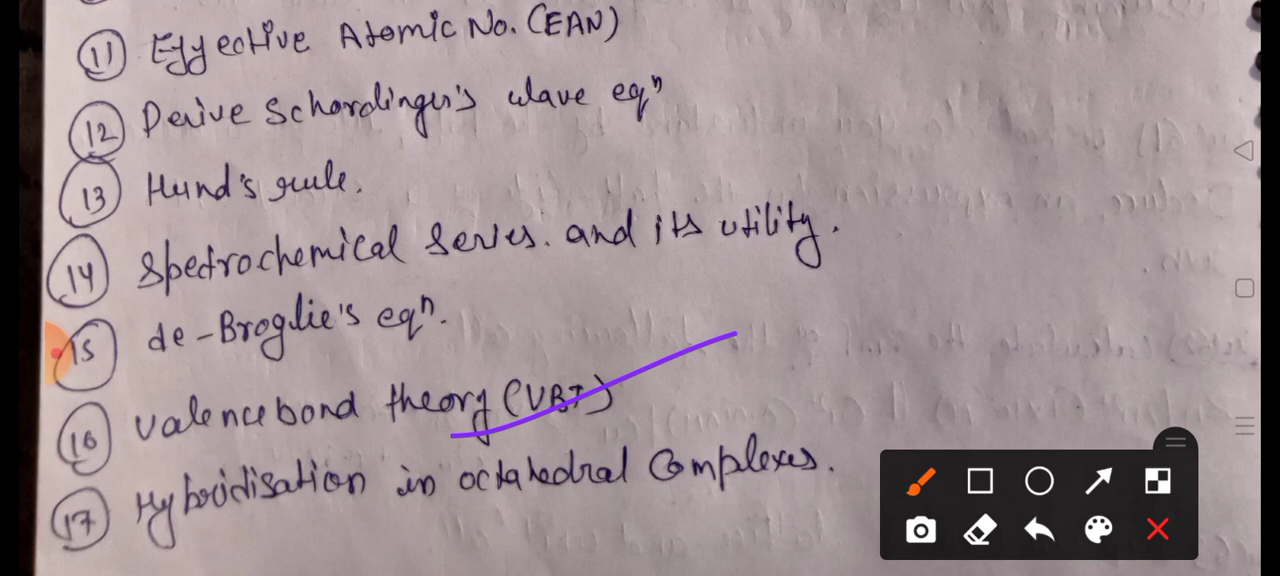 11 Effective Atomic No. (EAN)
12 Derive Schordinger's wave eqn
13 Hund's rule.
14 Spectrochemical Series. and its utility.
15 de-Broglie's eqn.
16 Valence bond theory (VBT)
17 Hybridisation in octahedral Complexes.